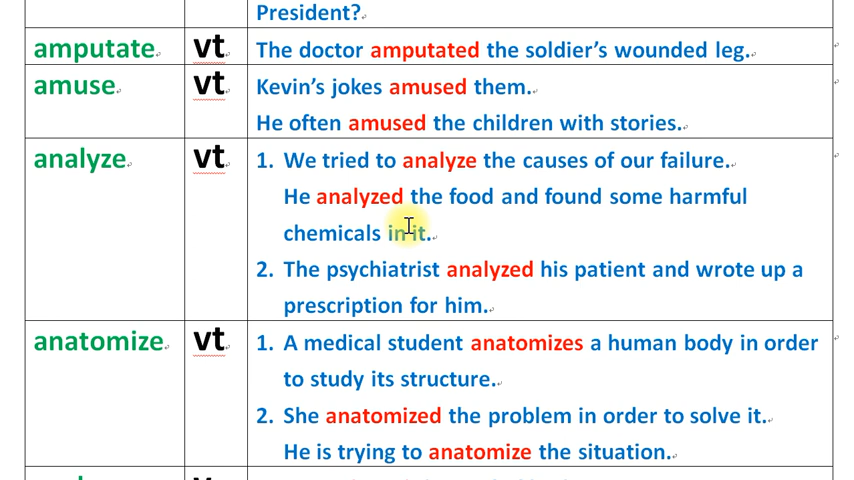 President?
amputate vt The doctor amputated the soldier’s wounded leg.
amuse vt Kevin’s jokes amused them.
He often amused the children with stories.
analyze vt 1. We tried to analyze the causes of our failure.
He analyzed the food and found some harmful
chemicals in it.
2. The psychiatrist analyzed his patient and wrote up a
prescription for him.
anatomize vt 1. A medical student anatomizes a human body in order
to study its structure.
2. She anatomized the problem in order to solve it.
He is trying to anatomize the situation.